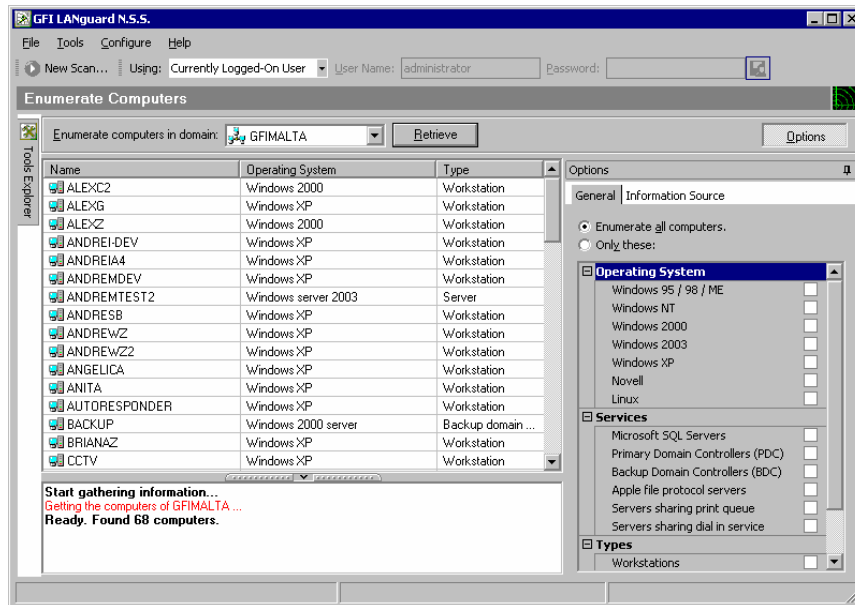 GFI LANguard N.S.S.
File Tools Configure Help
New Scan... Using: Currently Logged-On User User Name: administrator Password:
Enumerate Computers
Tools Explorer
Enumerate computers in domain: GFIMALTA Retrieve Options
Name Operating System Type
ALEXC2 Windows 2000 Workstation
ALEXG Windows XP Workstation
ALEXZ Windows 2000 Workstation
ANDREI-DEV Windows XP Workstation
ANDREIA4 Windows XP Workstation
ANDREMDEV Windows XP Workstation
ANDREMTEST2 Windows server 2003 Server
ANDRESB Windows XP Workstation
ANDREWZ Windows XP Workstation
ANDREWZ2 Windows XP Workstation
ANGELICA Windows XP Workstation
ANITA Windows XP Workstation
AUTORESPONDER Windows XP Workstation
BACKUP Windows 2000 server Backup domain ...
BRIANAZ Windows XP Workstation
CCTV Windows XP Workstation
Start gathering information...
Getting the computers of GFIMALTA ...
Ready. Found 68 computers.
Options
General Information Source
Enumerate all computers.
Only these:
Operating System
Windows 95 / 98 / ME
Windows NT
Windows 2000
Windows 2003
Windows XP
Novell
Linux
Services
Microsoft SQL Servers
Primary Domain Controllers (PDC)
Backup Domain Controllers (BDC)
Apple file protocol servers
Servers sharing print queue
Servers sharing dial in service
Types
Workstations